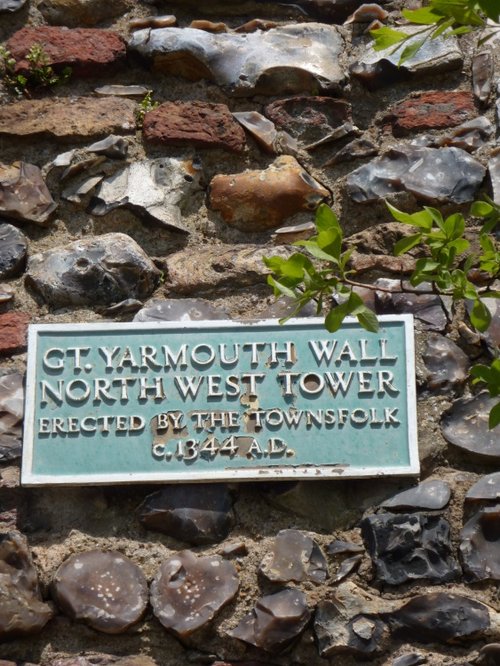 GT. YARMOUTH WALL
NORTH WEST TOWER
ERECTED BY THE TOWNSFOLK
c. 1344 A.D.